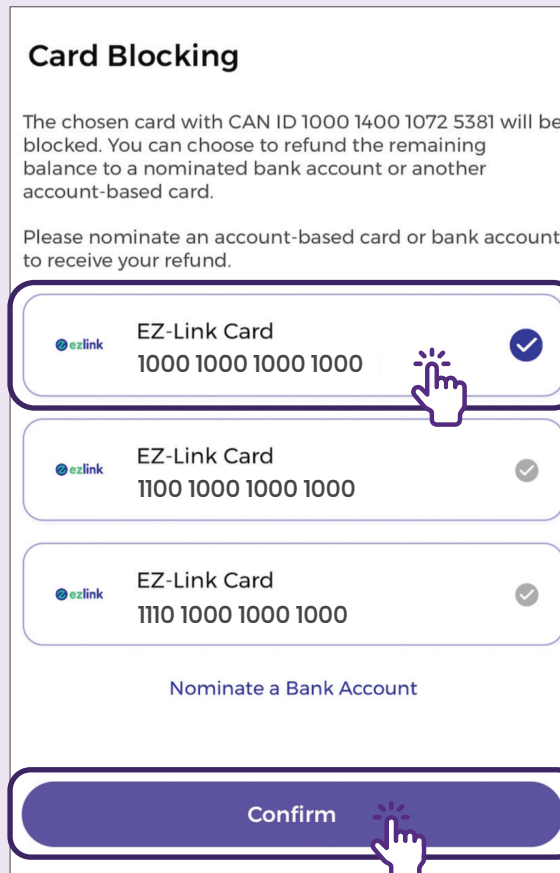 Card Blocking
The chosen card with CAN ID 1000 1400 1072 5381 will be
blocked. You can choose to refund the remaining
balance to a nominated bank account or another
account-based card.
Please nominate an account-based card or bank account
to receive your refund.
ezlink
EZ-Link Card
1000 1000 1000 1000
ezlink
EZ-Link Card
1100 1000 1000 1000
ezlink
EZ-Link Card
1110 1000 1000 1000
Nominate a Bank Account
Confirm